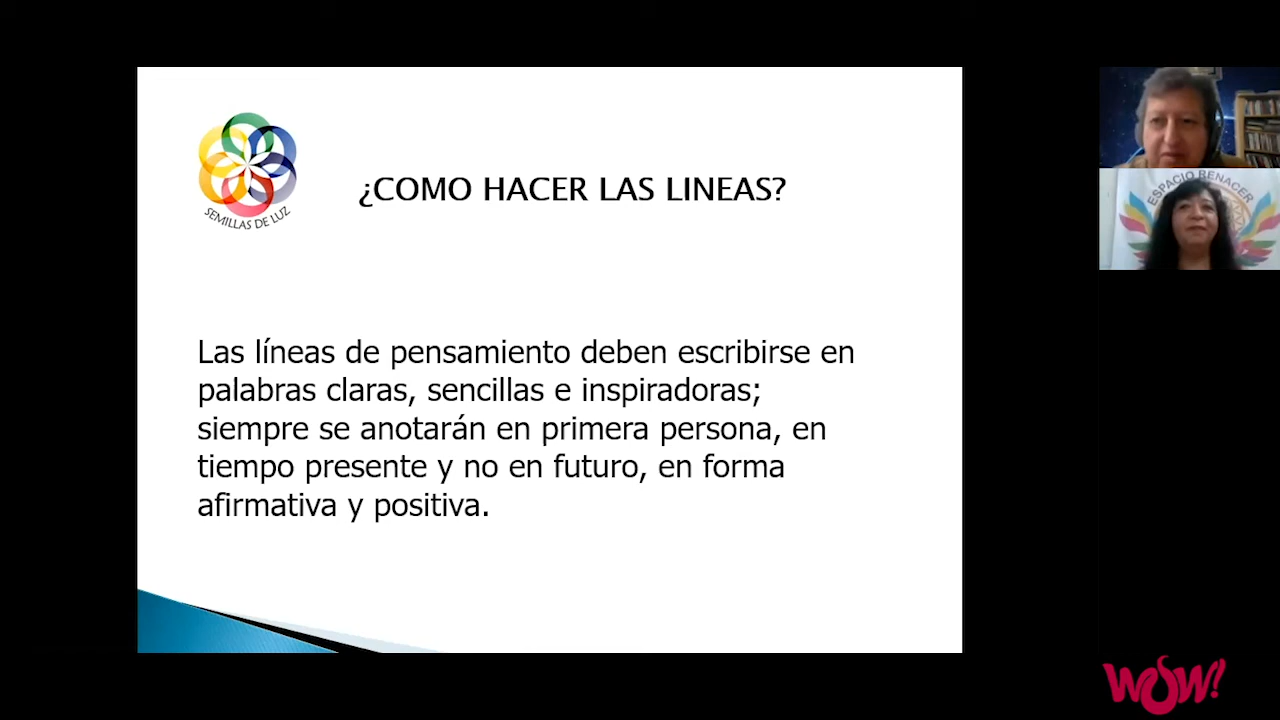 SEMILLAS DE LUZ
¿COMO HACER LAS LINEAS?
Las líneas de pensamiento deben escribirse en
palabras claras, sencillas e inspiradoras;
siempre se anotarán en primera persona, en
tiempo presente y no en futuro, en forma
afirmativa y positiva.
ESPACIO RENACER
WOW!